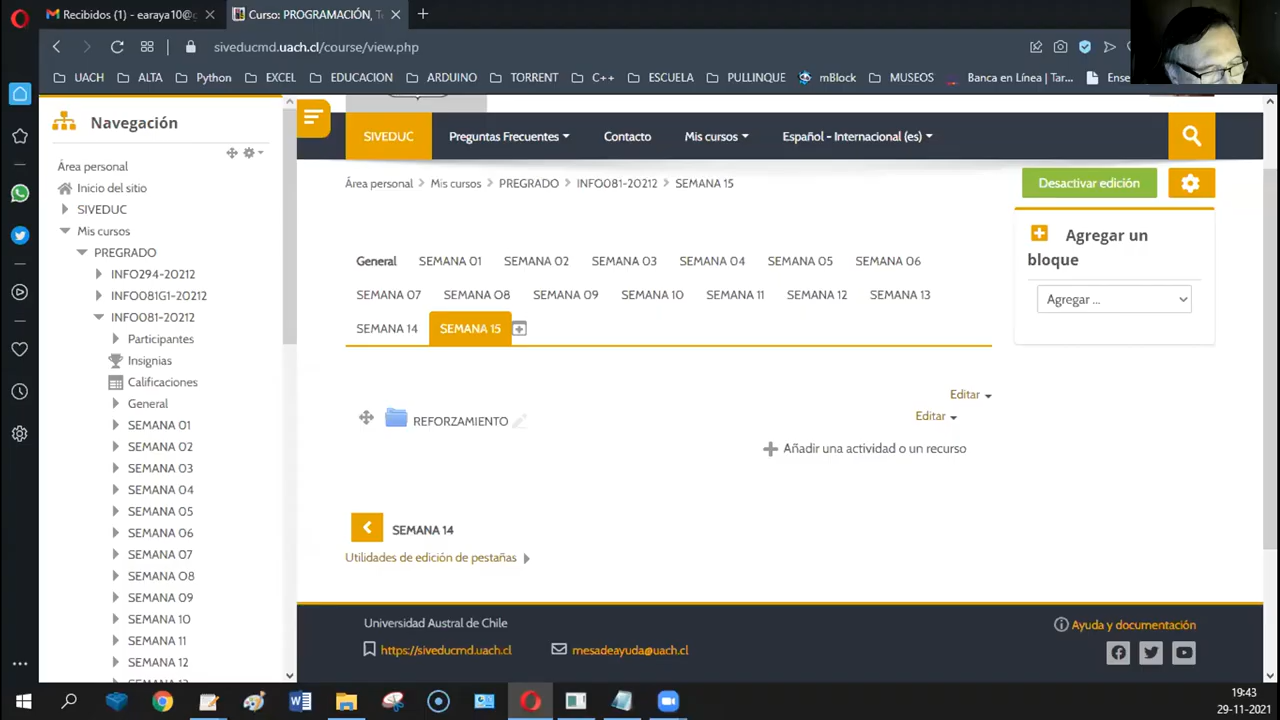 Recibidos (1) - earaya10@g
Curso: PROGRAMACIÓN, T
siveducmd.uach.cl/course/view.php
UACH
ALTA
Python
EXCEL
EDUCACION
ARDUINO
TORRENT
C++
ESCUELA
PULLINQUE
mBlock
MUSEOS
Banca en Línea | Tar...
Ense
Navegación
Área personal
Inicio del sitio
SIVEDUC
Mis cursos
PREGRADO
INFO294-20212
INFO081G1-20212
INFO081-20212
Participantes
Insignias
Calificaciones
General
SEMANA 01
SEMANA 02
SEMANA 03
SEMANA 04
SEMANA 05
SEMANA 06
SEMANA 07
SEMANA 08
SEMANA 09
SEMANA 10
SEMANA 11
SEMANA 12
SIVEDUC Preguntas Frecuentes Contacto Mis cursos Español - Internacional (es)
Área personal > Mis cursos > PREGRADO > INFO081-20212 > SEMANA 15
Desactivar edición
General SEMANA 01 SEMANA 02 SEMANA 03 SEMANA 04 SEMANA 05 SEMANA 06
SEMANA 07 SEMANA 08 SEMANA 09 SEMANA 10 SEMANA 11 SEMANA 12 SEMANA 13
SEMANA 14 SEMANA 15
Agregar un
bloque
Agregar ...
Editar
REFORZAMIENTO
Editar
Añadir una actividad o un recurso
SEMANA 14
Utilidades de edición de pestañas
Universidad Austral de Chile
https://siveducmd.uach.cl
mesadeayuda@uach.cl
Ayuda y documentación
19:43
29-11-2021